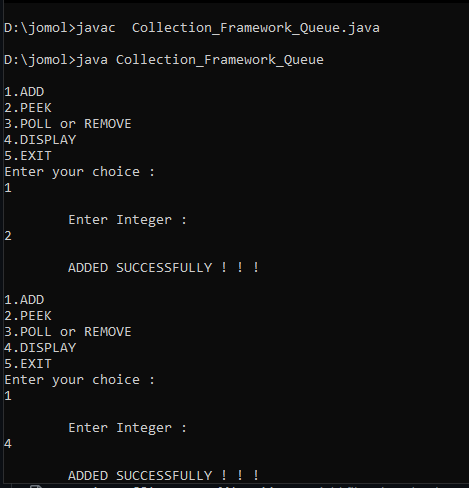 D:\jomol>javac  Collection_Framework_Queue.java
D:\jomol>java Collection_Framework_Queue
1.ADD
2.PEEK
3.POLL or REMOVE
4.DISPLAY
5.EXIT
Enter your choice :
1
Enter Integer :
2
ADDED SUCCESSFULLY ! ! !
1.ADD
2.PEEK
3.POLL or REMOVE
4.DISPLAY
5.EXIT
Enter your choice :
1
Enter Integer :
4
ADDED SUCCESSFULLY ! ! !